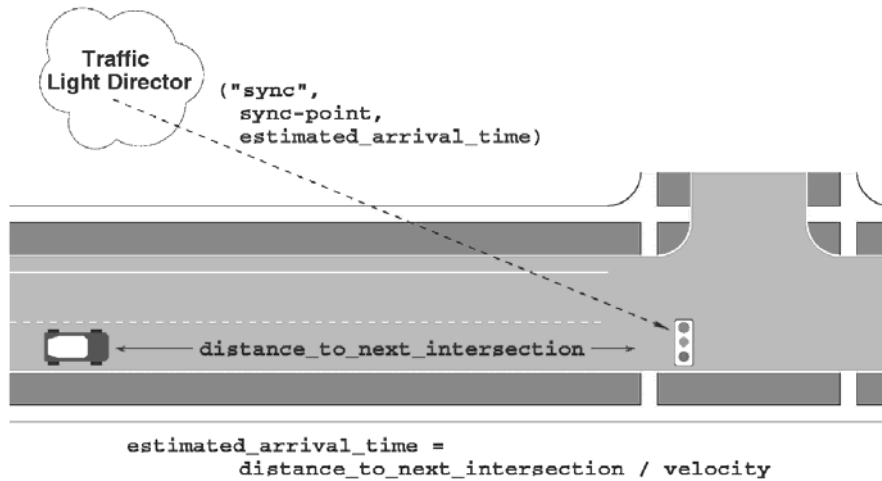 Traffic
Light Director
("sync",
sync-point,
estimated_arrival_time)
distance_to_next_intersection
estimated_arrival_time =
distance_to_next_intersection / velocity